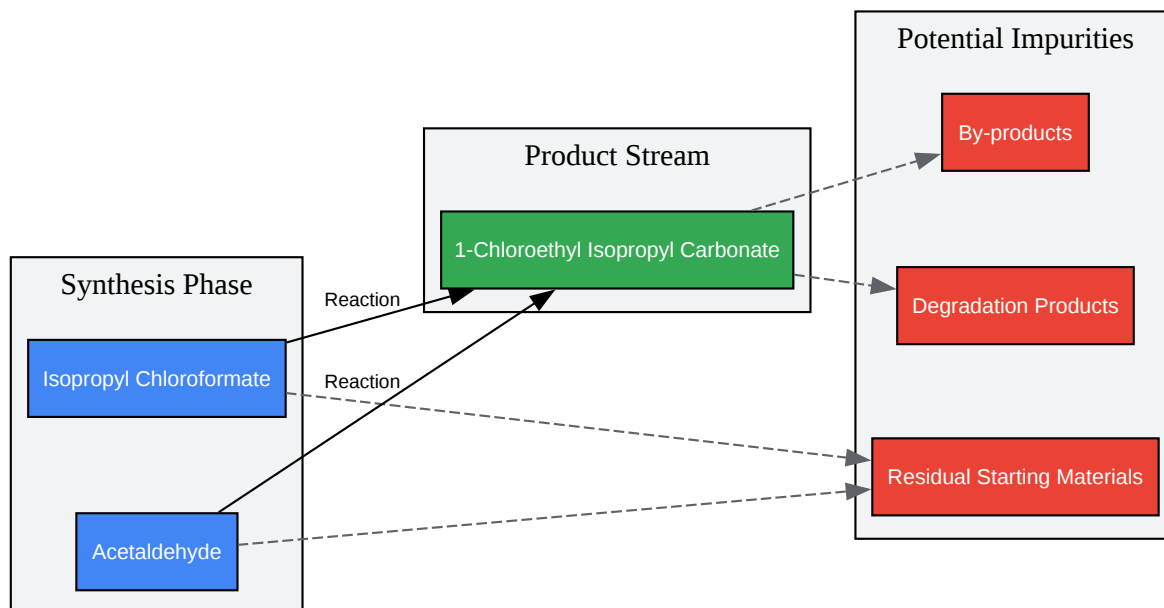 Potential Impurities
By-products
Product Stream
1-Chloroethyl Isopropyl Carbonate
Synthesis Phase
Reaction
Degradation Products
Isopropyl Chloroformate
Reaction
Residual Starting Materials
Acetaldehyde